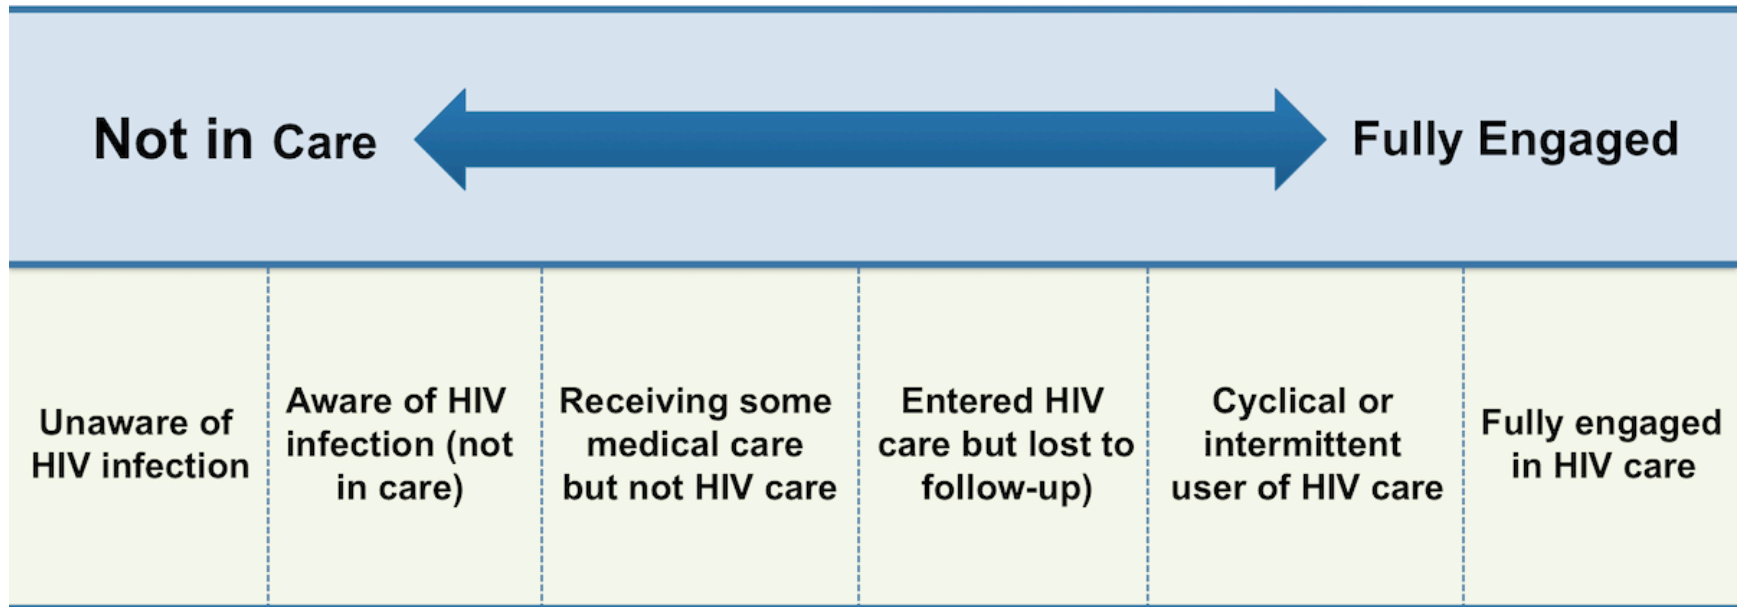 Not in Care
Fully Engaged
Unaware of
HIV infection
Aware of HIV
infection (not
in care)
Receiving some
medical care
but not HIV care
Entered HIV
care but lost to
follow-up)
Cyclical or
intermittent
user of HIV care
Fully engaged
in HIV care